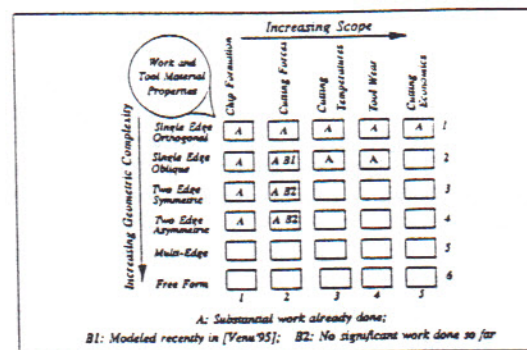 Increasing Scope
Work and
Tool Material
Properties
Chip Formation
Cutting Forces
Cutting
Temperatures
Tool Wear
Cutting
Economics
Increasing Geometric Complexity
Single Edge
Orthogonal
A A A A A 1
Single Edge
Oblique
A A B1 A A 2
Two Edge
Symmetric
A A B2 3
Two Edge
Asymmetric
A A B2 4
Multi-Edge 5
Free Form 6
1 2 3 4 5
A: Substantial work already done;
B1: Modeled recently in [Venu'95]; B2: No significant work done so far